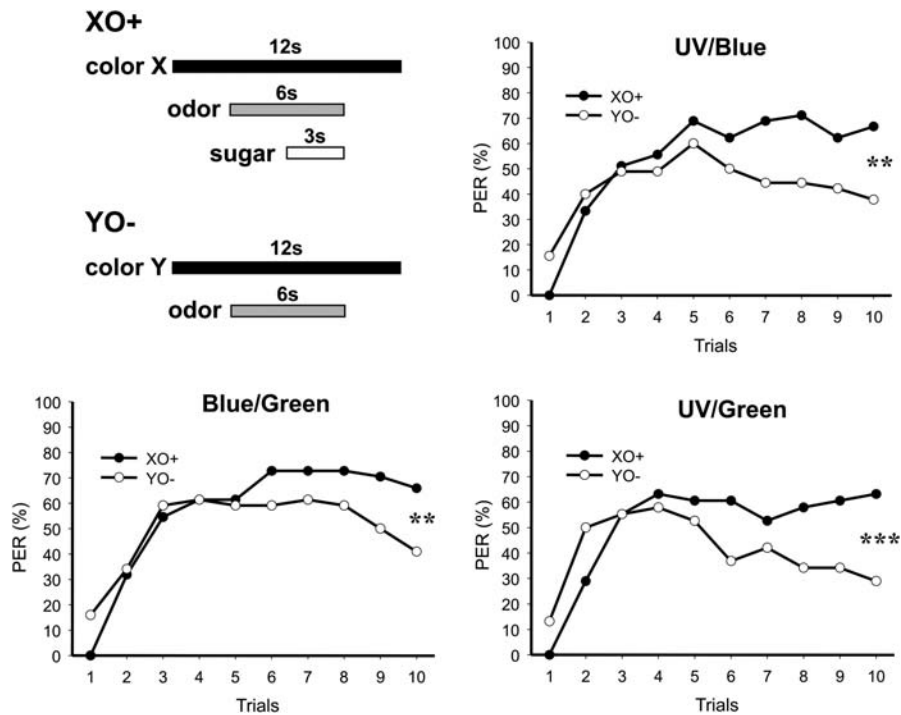 XO+
12s
color X
6s
odor
3s
sugar
YO-
12s
color Y
6s
odor
UV/Blue
100
90
80
70
60
50
40
30
20
10
0
PER (%)
XO+
YO-
**
1 2 3 4 5 6 7 8 9 10
Trials
Blue/Green
100
90
80
70
60
50
40
30
20
10
0
PER (%)
XO+
YO-
**
1 2 3 4 5 6 7 8 9 10
Trials
UV/Green
100
90
80
70
60
50
40
30
20
10
0
PER (%)
XO+
YO-
***
1 2 3 4 5 6 7 8 9 10
Trials